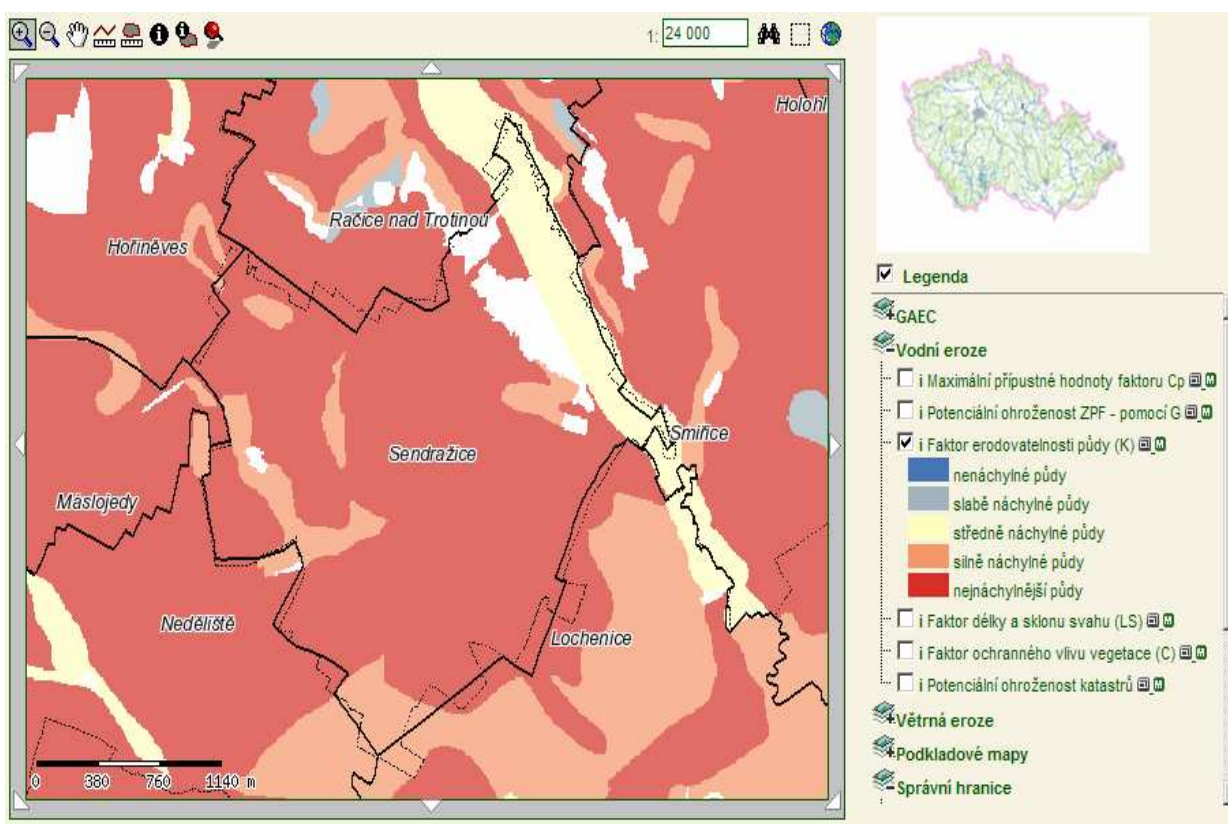 1: 24 000
Holohl
Račice nad Trotinou
Hořiněves
Smiřice
Sendražice
Máslojedy
Neděliště
Lochenice
0 380 760 1140 m
Legenda
GAEC
Vodní eroze
i Maximální přípustné hodnoty faktoru Cp M
i Potenciální ohroženost ZPF - pomocí G M
i Faktor erodovatelnosti půdy (K) M
nenáchylné půdy
slabě náchylné půdy
středně náchylné půdy
silně náchylné půdy
nejnáchylnější půdy
i Faktor délky a sklonu svahu (LS) M
i Faktor ochranného vlivu vegetace (C) M
i Potenciální ohroženost katastrů M
Větrná eroze
Podkladové mapy
Správní hranice